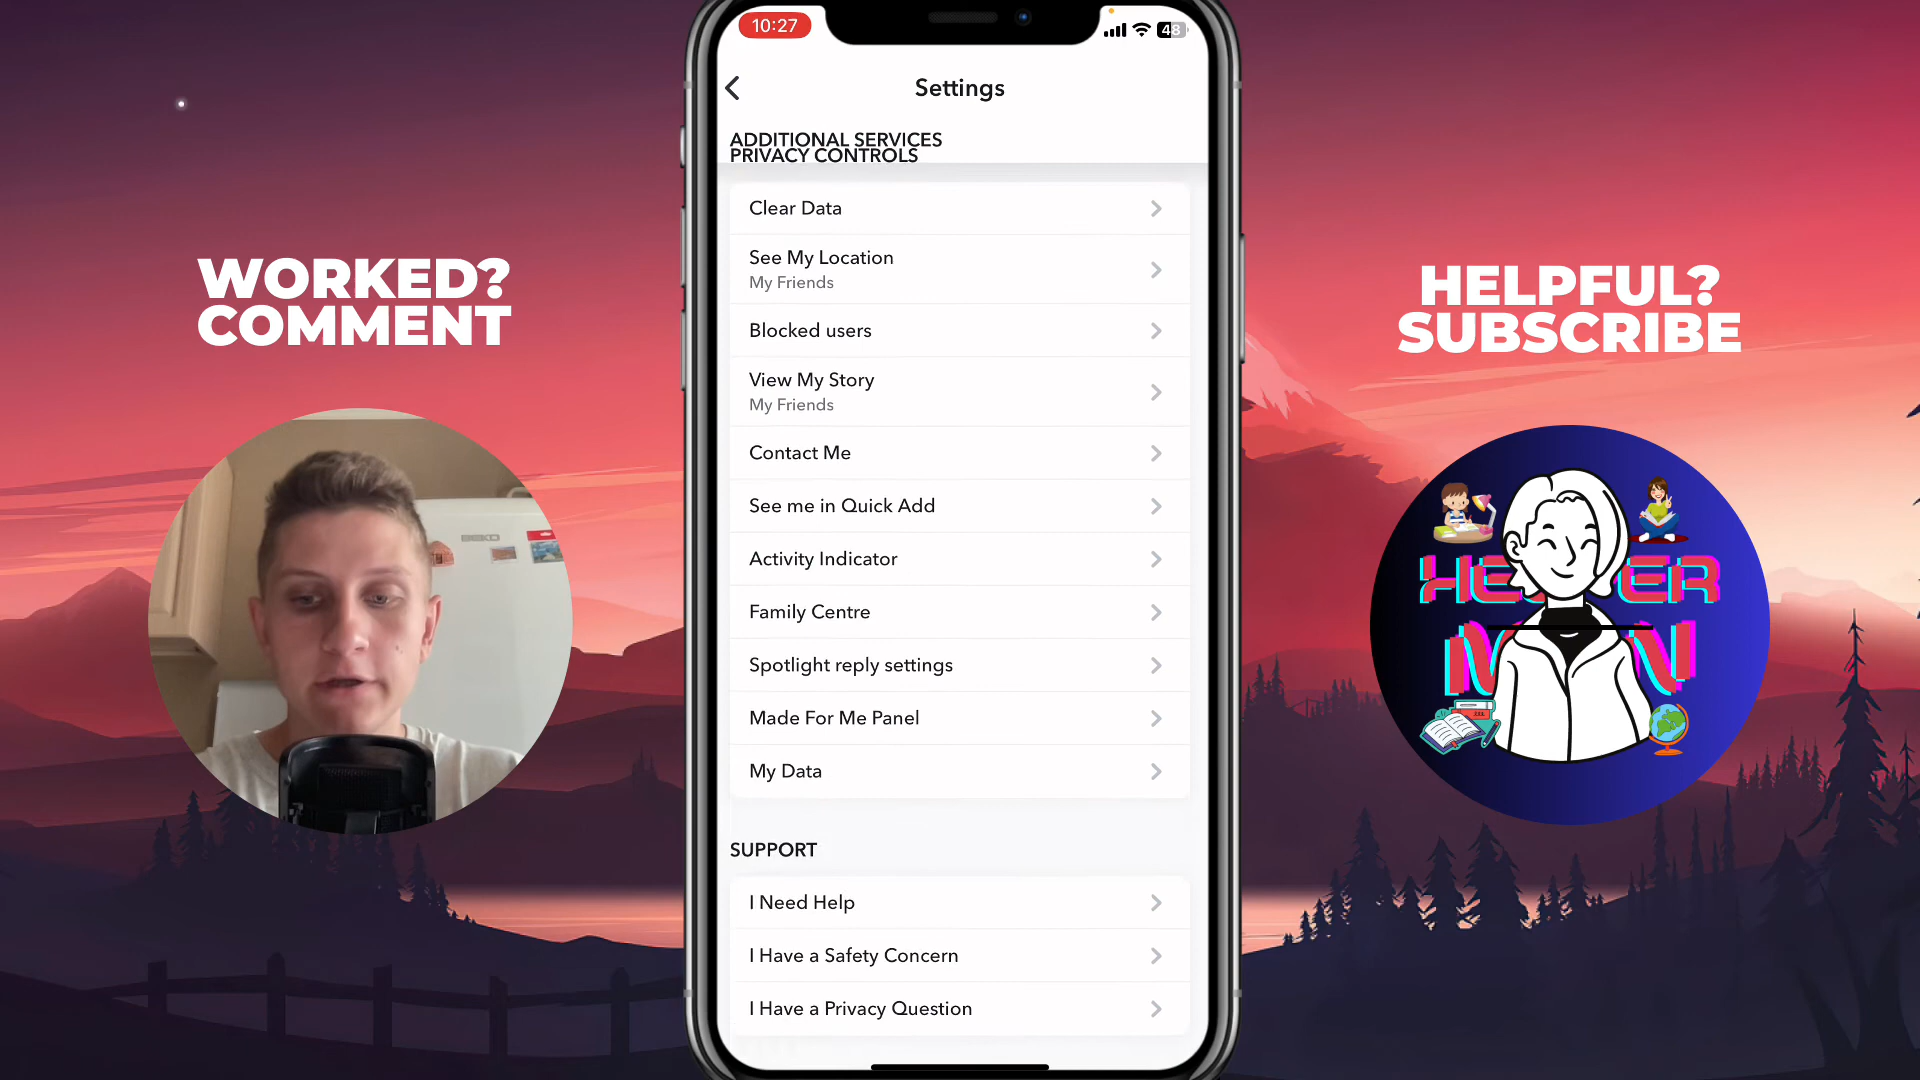 10:27
48
Settings
ADDITIONAL SERVICES
PRIVACY CONTROLS
Clear Data
See My Location
My Friends
Blocked users
View My Story
My Friends
Contact Me
See me in Quick Add
Activity Indicator
Family Centre
Spotlight reply settings
Made For Me Panel
My Data
SUPPORT
I Need Help
I Have a Safety Concern
I Have a Privacy Question
WORKED?
COMMENT
BEKO
HELPFUL?
SUBSCRIBE